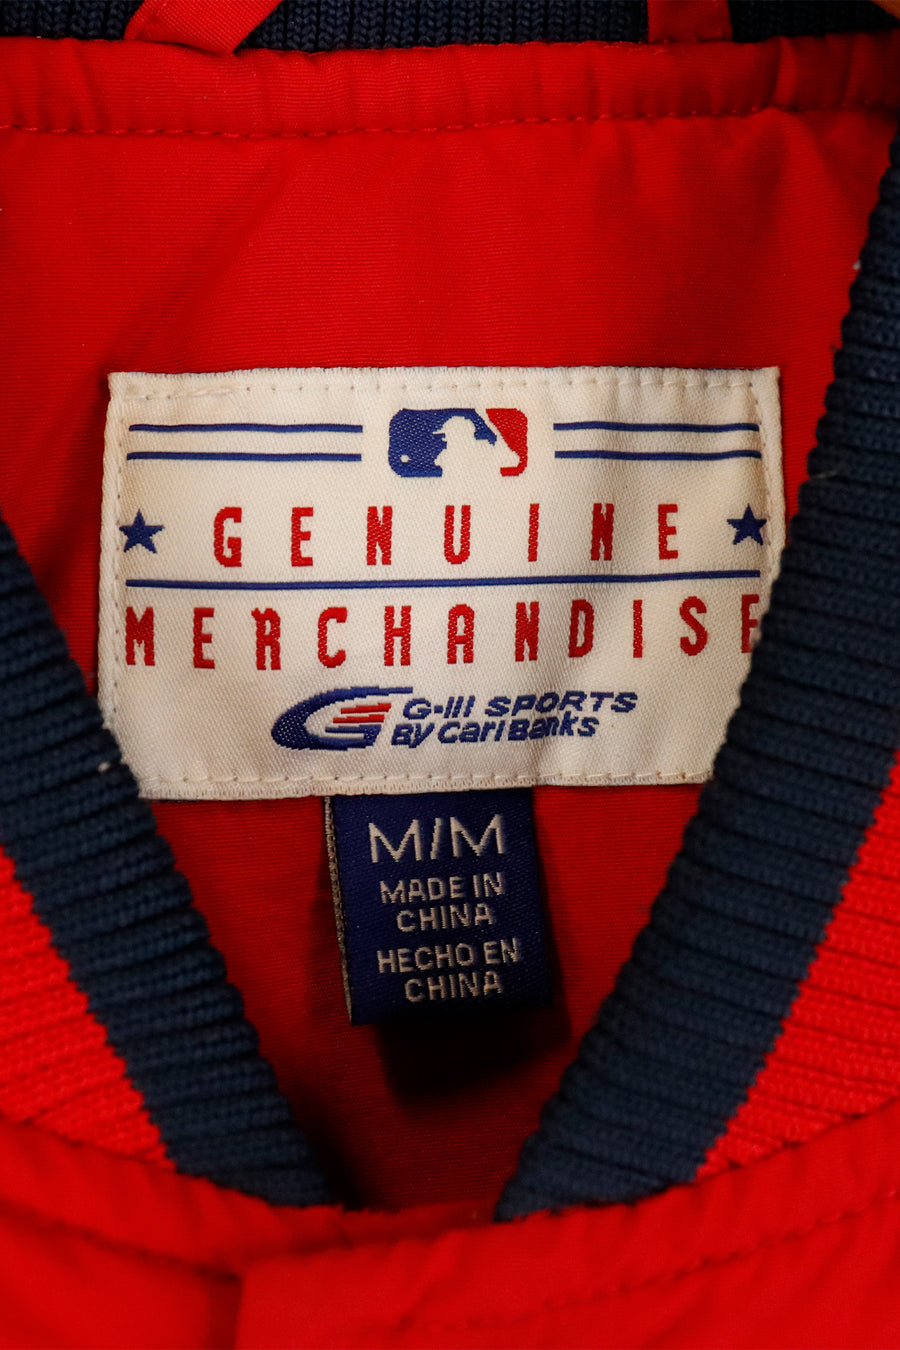 GENUINE
MERCHANDISE
G-III SPORTS
By Carl Banks
M/M
MADE IN
CHINA
HECHO EN
CHINA